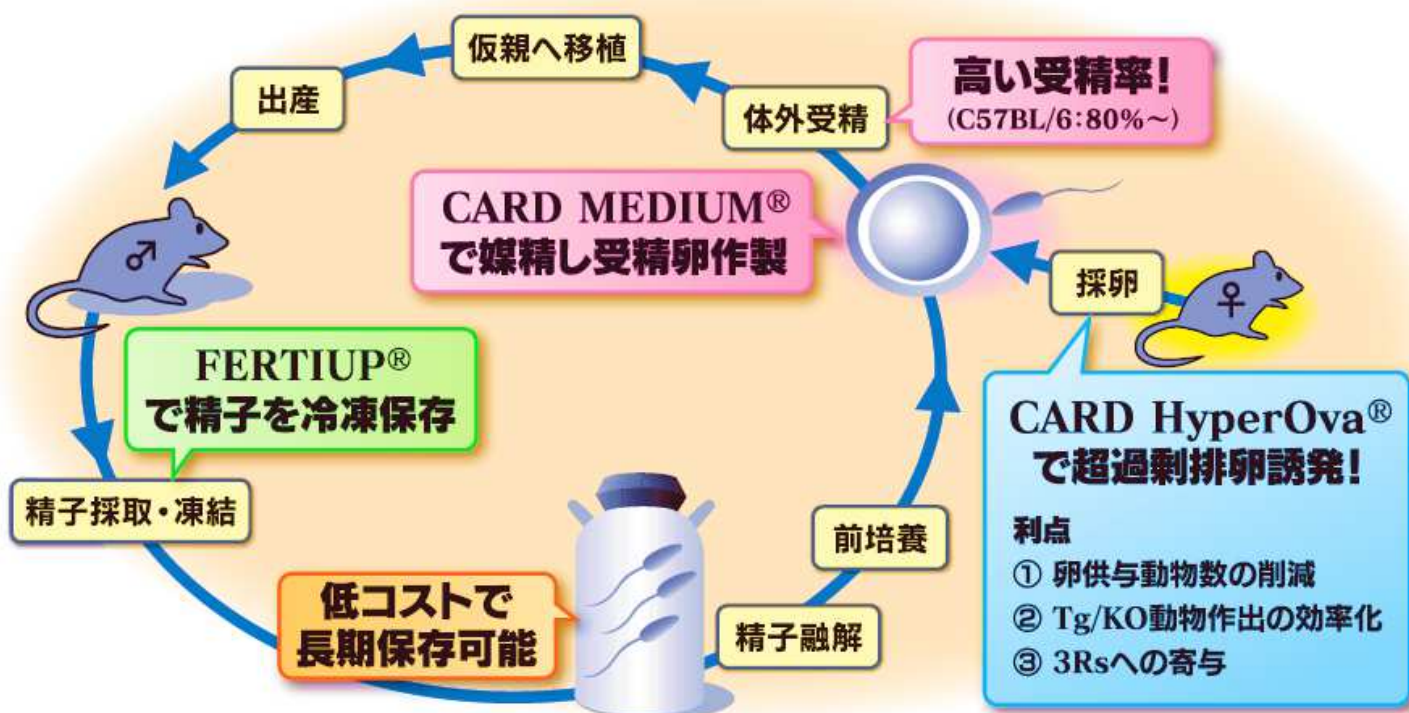 仮親へ移植
出産
体外受精
高い受精率!
(C57BL/6:80%～)
CARD MEDIUM®
で媒精し受精卵作製
採卵
♂
♀
FERTIUP®
で精子を冷凍保存
CARD HyperOva®
で超過剰排卵誘発!
利点
① 卵供与動物数の削減
② Tg/KO動物作出の効率化
③ 3Rsへの寄与
精子採取・凍結
前培養
低コストで
長期保存可能
精子融解